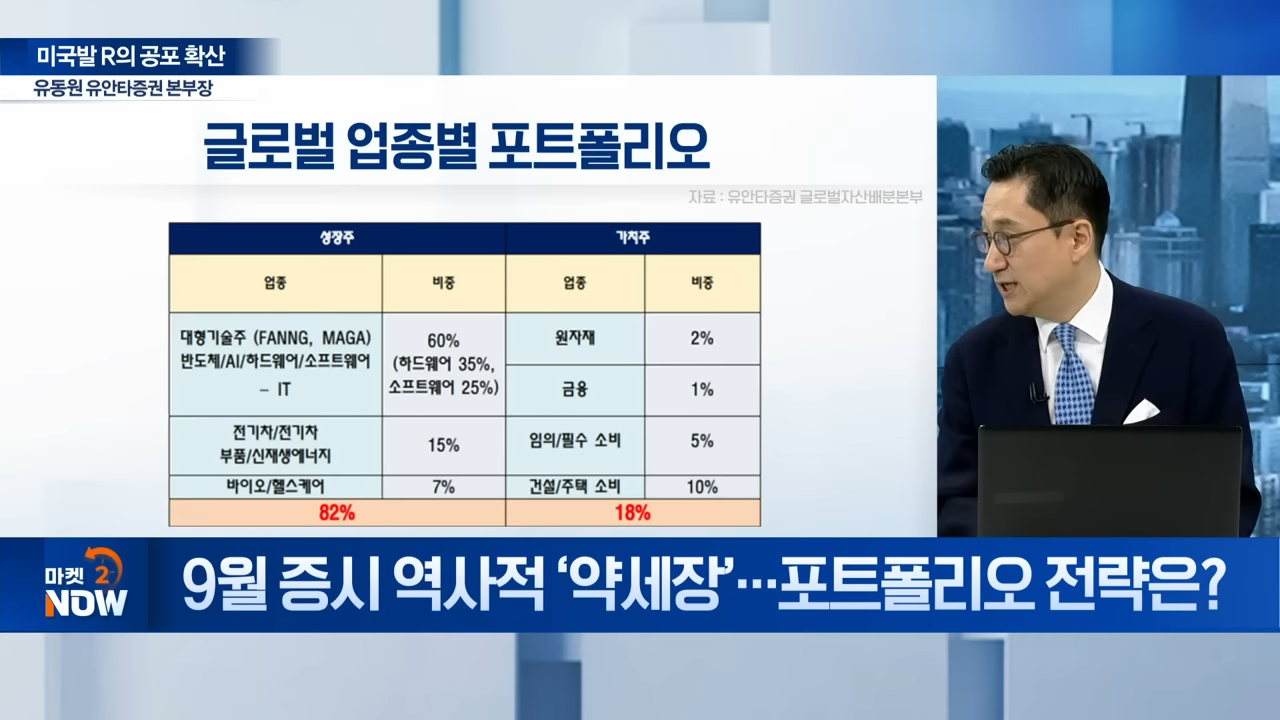 미국발 R의 공포 확산
유동원 유안타증권 본부장
글로벌 업종별 포트폴리오
자료 : 유안타증권 글로벌자산배분본부
성장주 가치주
업종 비중 업종 비중
대형기술주 (FANNG, MAGA)
반도체/AI/하드웨어/소프트웨어
– IT
60%
(하드웨어 35%,
소프트웨어 25%)
원자재 2%
금융 1%
전기차/전기차
부품/신재생에너지
15%
임의/필수 소비 5%
바이오/헬스케어 7% 건설/주택 소비 10%
82% 18%
마켓 2
NOW
9월 증시 역사적 ‘약세장’…포트폴리오 전략은?